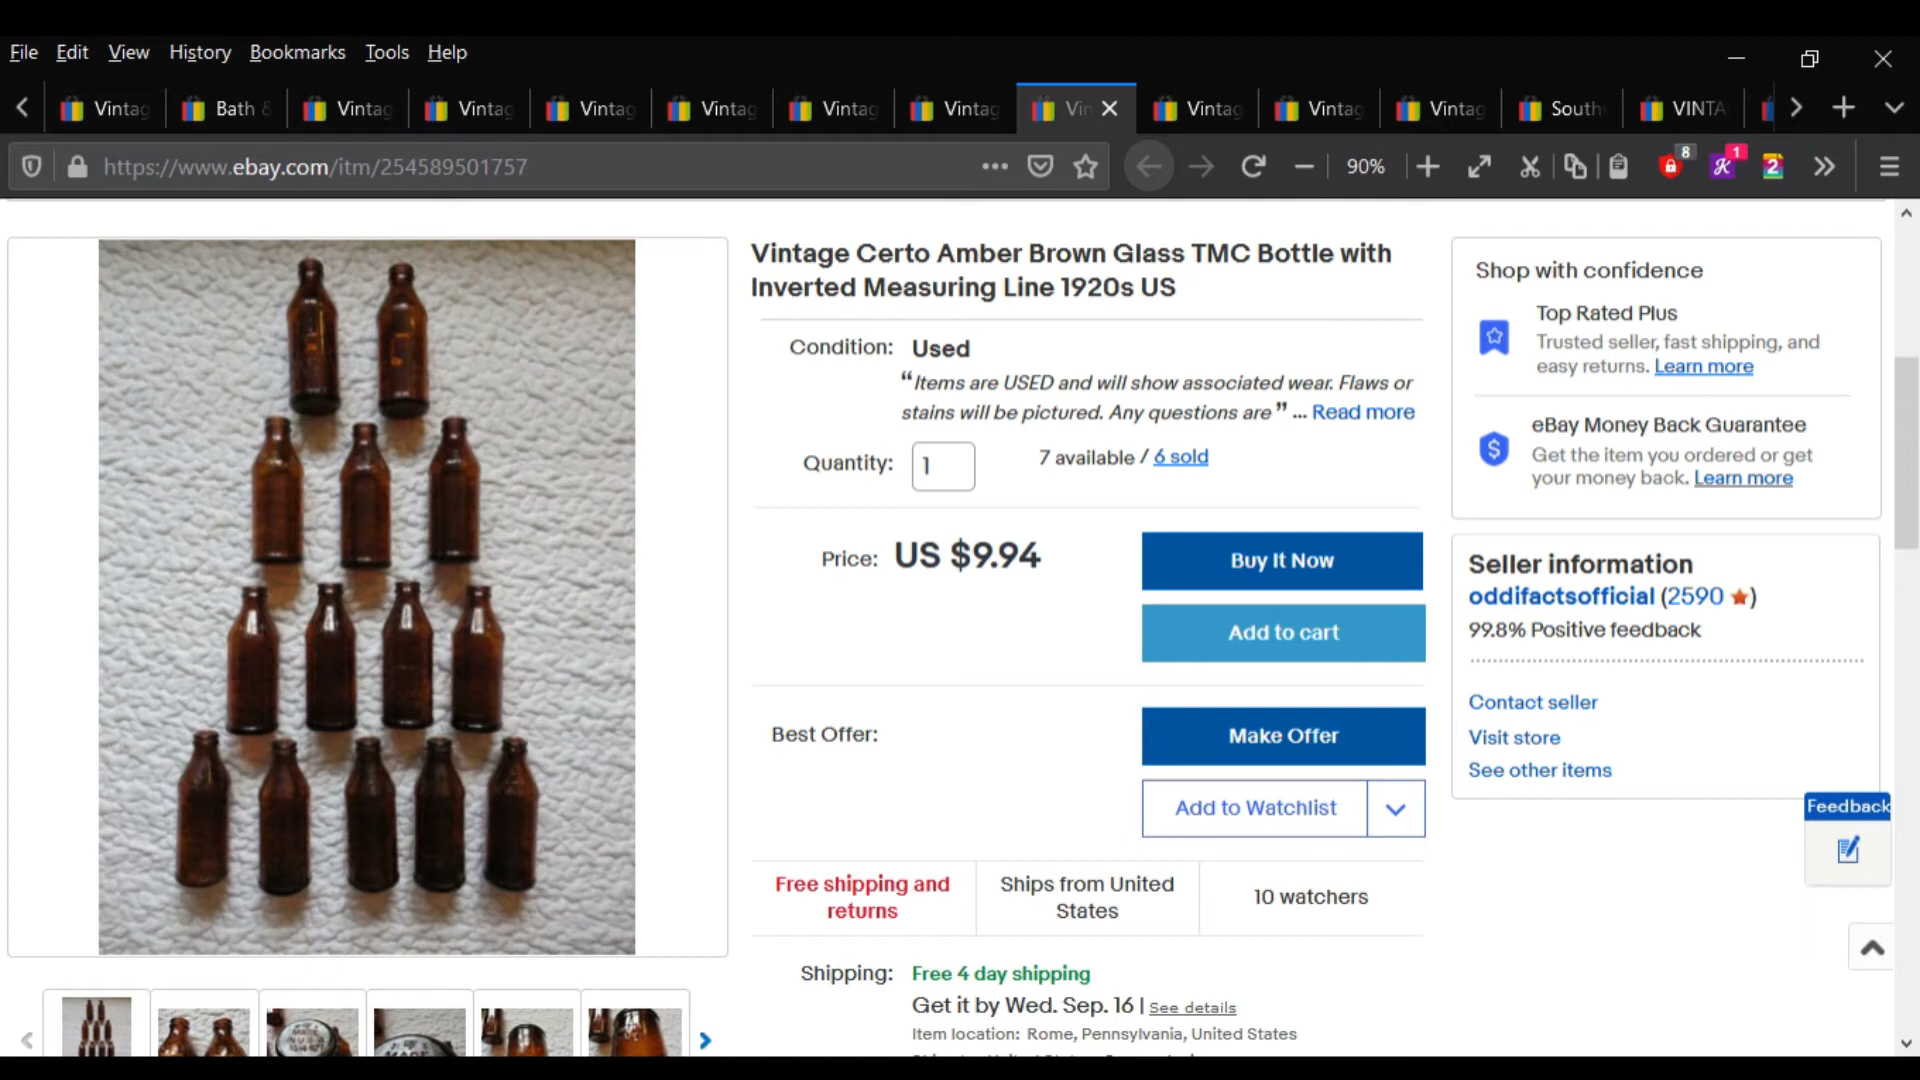 File Edit View History Bookmarks Tools Help
Vintag Bath & Vintag Vintag Vintag Vintag Vintag Vintag Vin Vintag Vintag Vintag South VINTA
https://www.ebay.com/itm/254589501757
90%
8
1
2
Vintage Certo Amber Brown Glass TMC Bottle with
Inverted Measuring Line 1920s US
Condition: Used
“Items are USED and will show associated wear. Flaws or
stains will be pictured. Any questions are ” ... Read more
Quantity: 1 7 available / 6 sold
Price: US $9.94
Buy It Now
Add to cart
Best Offer:
Make Offer
Add to Watchlist
Free shipping and
returns
Ships from United
States
10 watchers
Shipping: Free 4 day shipping
Get it by Wed. Sep. 16 | See details
Item location: Rome, Pennsylvania, United States
Shop with confidence
Top Rated Plus
Trusted seller, fast shipping, and
easy returns. Learn more
eBay Money Back Guarantee
Get the item you ordered or get
your money back. Learn more
Seller information
oddifactsofficial (2590)
99.8% Positive feedback
Contact seller
Visit store
See other items
Feedback